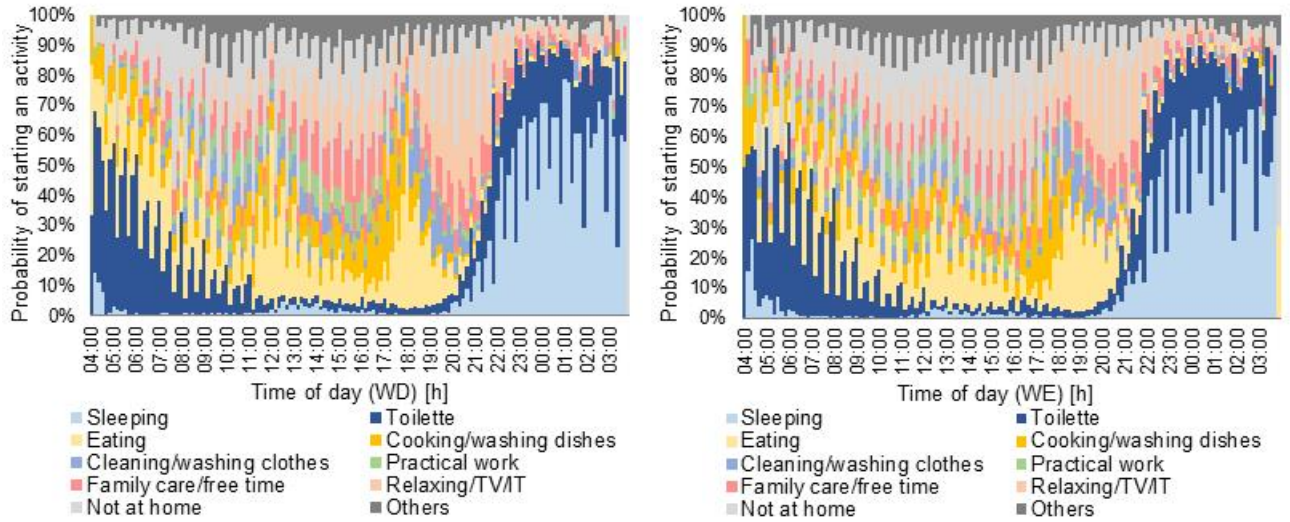 Probability of starting an activity
100%
90%
80%
70%
60%
50%
40%
30%
20%
10%
0%
04:00
05:00
06:00
07:00
08:00
09:00
10:00
11:00
12:00
13:00
14:00
15:00
16:00
17:00
18:00
19:00
20:00
21:00
22:00
23:00
00:00
01:00
02:00
03:00
Time of day (WD) [h]
Sleeping
Toilette
Eating
Cooking/washing dishes
Cleaning/washing clothes
Practical work
Family care/free time
Relaxing/TV/IT
Not at home
Others
Probability of starting an activity
100%
90%
80%
70%
60%
50%
40%
30%
20%
10%
0%
04:00
05:00
06:00
07:00
08:00
09:00
10:00
11:00
12:00
13:00
14:00
15:00
16:00
17:00
18:00
19:00
20:00
21:00
22:00
23:00
00:00
01:00
02:00
03:00
Time of day (WE) [h]
Sleeping
Toilette
Eating
Cooking/washing dishes
Cleaning/washing clothes
Practical work
Family care/free time
Relaxing/TV/IT
Not at home
Others